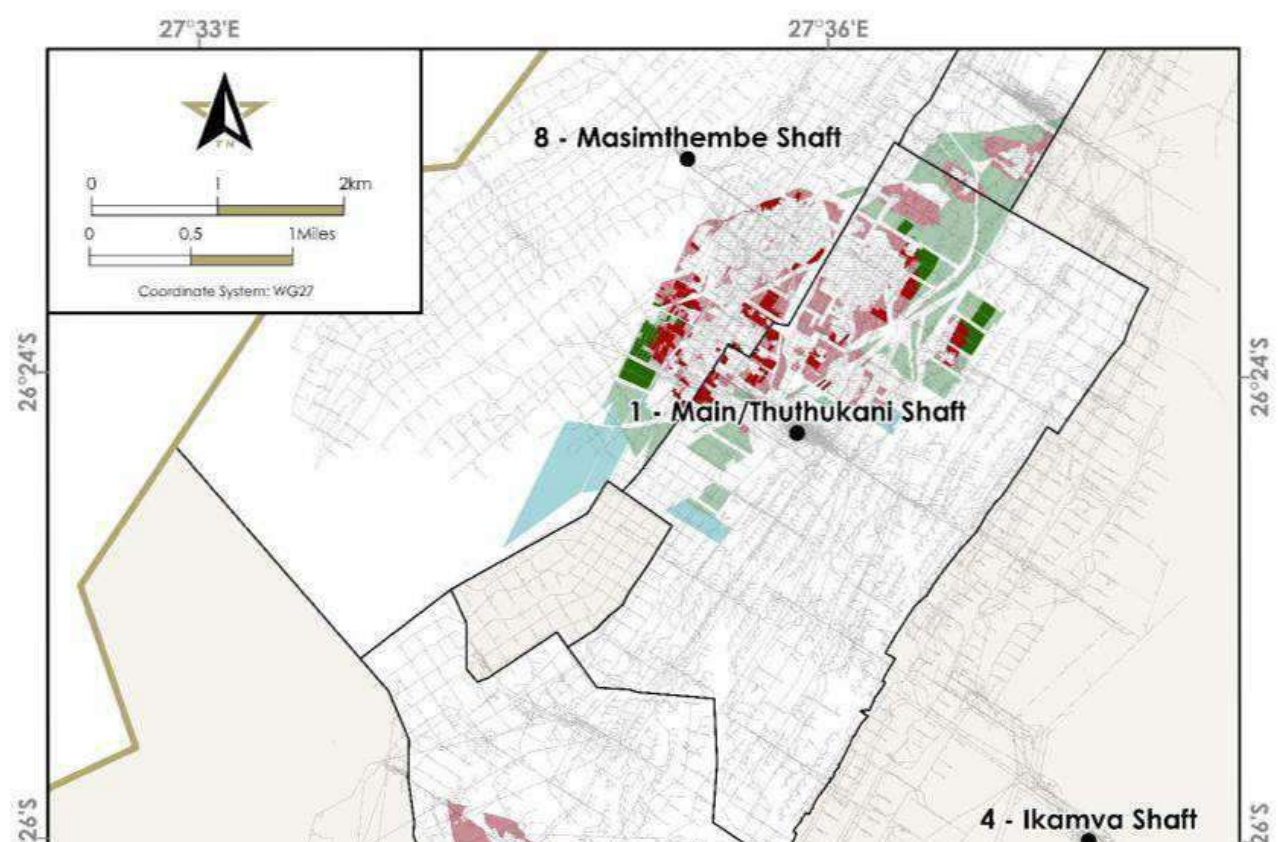 27°33'E
27°36'E
8 - Masimthembe Shaft
0 1 2km
0 0.5 1Miles
Coordinate System: WG27
26°24'S
26°24'S
1 - Main/Thuthukani Shaft
4 - Ikamva Shaft
26'S
26'S